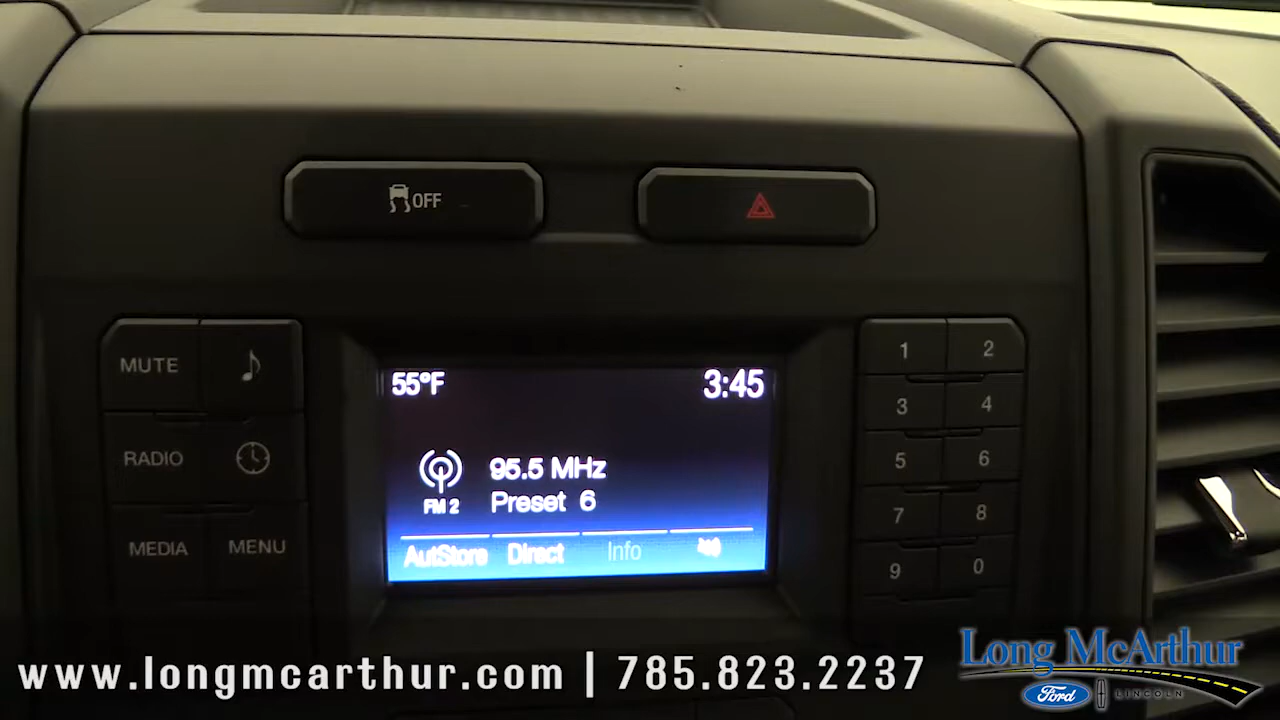 OFF
MUTE
RADIO
MEDIA MENU
55°F 3:45
FM 2 95.5 MHz
Preset 6
AutStore Direct Info
1 2
3 4
5 6
7 8
9 0
www.longmcarthur.com | 785.823.2237
Long McArthur
Ford LINCOLN